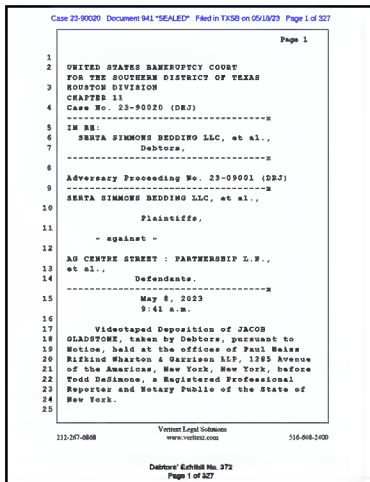 Case 23-90020 Document 941 *SEALED* Filed in TXSB on 05/18/23 Page 1 of 327
Page 1
1
2 UNITED STATES BANKRUPTCY COURT
FOR THE SOUTHERN DISTRICT OF TEXAS
3 HOUSTON DIVISION
CHAPTER 11
4 Case No. 23-90020 (DRJ)
---------------------------------------x
5 IN RE:
6 SERTA SIMMONS BEDDING LLC, et al.,
7 Debtors,
---------------------------------------x
8
Adversary Proceeding No. 23-09001 (DRJ)
9 ---------------------------------------x
SERTA SIMMONS BEDDING LLC, et al.,
10
Plaintiffs,
11
- against -
12
AG CENTRE STREET : PARTNERSHIP L.P.,
13 et al.,
14 Defendants.
---------------------------------------x
15 May 8, 2023
9:41 a.m.
16
17 Videotaped Deposition of JACOB
18 GLADSTONE, taken by Debtors, pursuant to
19 Notice, held at the offices of Paul Weiss
20 Rifkind Wharton & Garrison LLP, 1285 Avenue
21 of the Americas, New York, New York, before
22 Todd DeSimone, a Registered Professional
23 Reporter and Notary Public of the State of
24 New York.
25
Veritext Legal Solutions
212-267-6868 www.veritext.com 516-608-2400
Debtors' Exhibit No. 372
Page 1 of 327